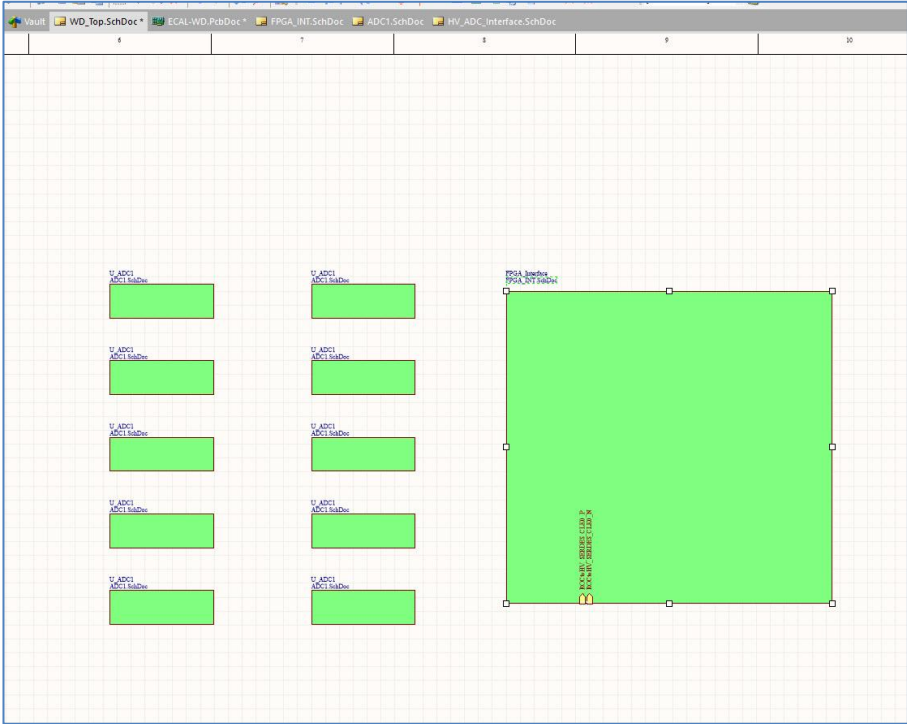 Vault WD_Top.SchDoc * ECAL-WD.PcbDoc * FPGA_INT.SchDoc ADC1.SchDoc HV_ADC_Interface.SchDoc
6 7 8 9 10
U_ADC1
ADC1.SchDoc
U_ADC1
ADC1.SchDoc
FPGA_Interface
FPGA_INT.SchDoc
U_ADC1
ADC1.SchDoc
U_ADC1
ADC1.SchDoc
U_ADC1
ADC1.SchDoc
U_ADC1
ADC1.SchDoc
U_ADC1
ADC1.SchDoc
U_ADC1
ADC1.SchDoc
U_ADC1
ADC1.SchDoc
U_ADC1
ADC1.SchDoc